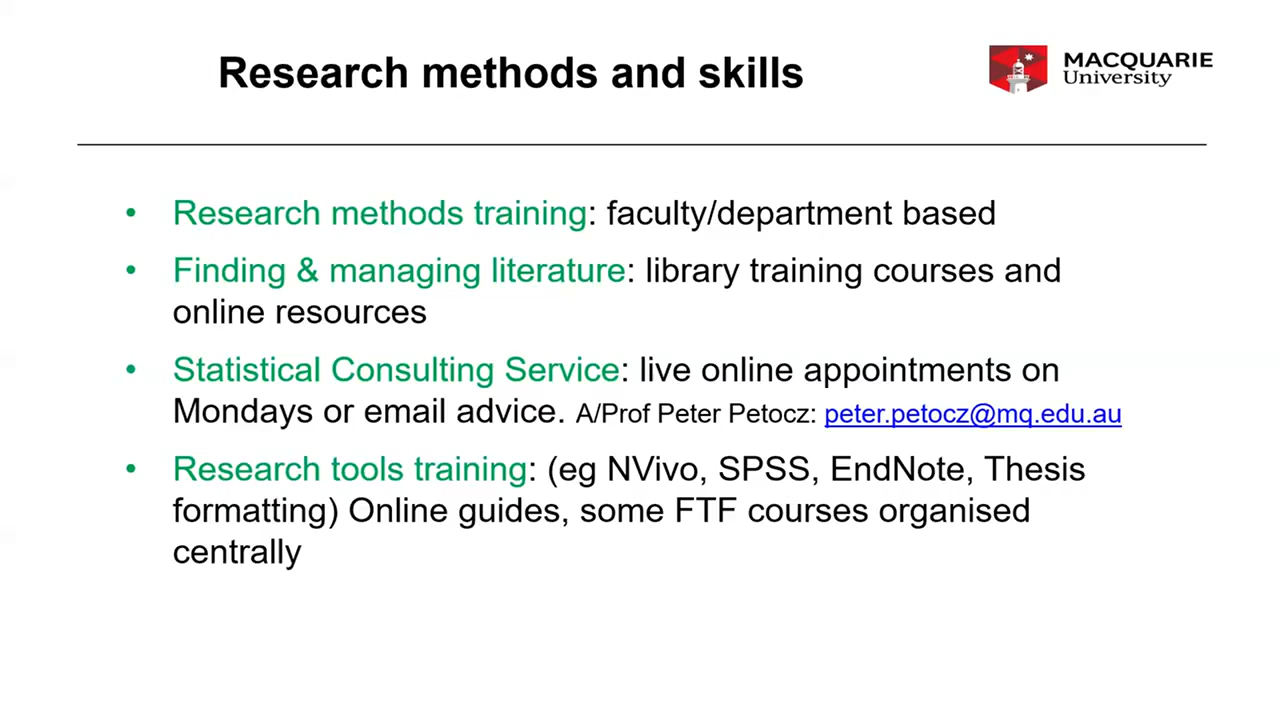 Research methods and skills
MACQUARIE
University
• Research methods training: faculty/department based
• Finding & managing literature: library training courses and
online resources
• Statistical Consulting Service: live online appointments on
Mondays or email advice. A/Prof Peter Petocz: peter.petocz@mq.edu.au
• Research tools training: (eg NVivo, SPSS, EndNote, Thesis
formatting) Online guides, some FTF courses organised
centrally